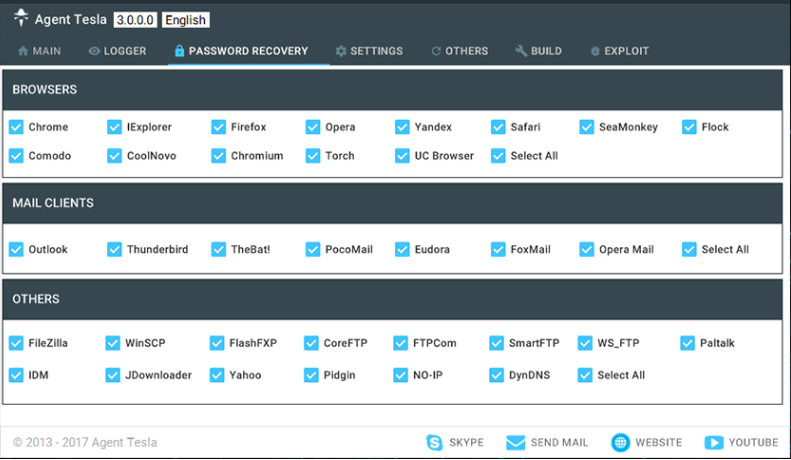 Agent Tesla 3.0.0.0 English
MAIN LOGGER PASSWORD RECOVERY SETTINGS OTHERS BUILD EXPLOIT
BROWSERS
Chrome IExplorer Firefox Opera Yandex Safari SeaMonkey Flock
Comodo CoolNovo Chromium Torch UC Browser Select All
MAIL CLIENTS
Outlook Thunderbird TheBat! PocoMail Eudora FoxMail Opera Mail Select All
OTHERS
FileZilla WinSCP FlashFXP CoreFTP FTPCom SmartFTP WS_FTP Paltalk
IDM JDownloader Yahoo Pidgin NO-IP DynDNS Select All
© 2013 - 2017 Agent Tesla SKYPE SEND MAIL WEBSITE YOUTUBE